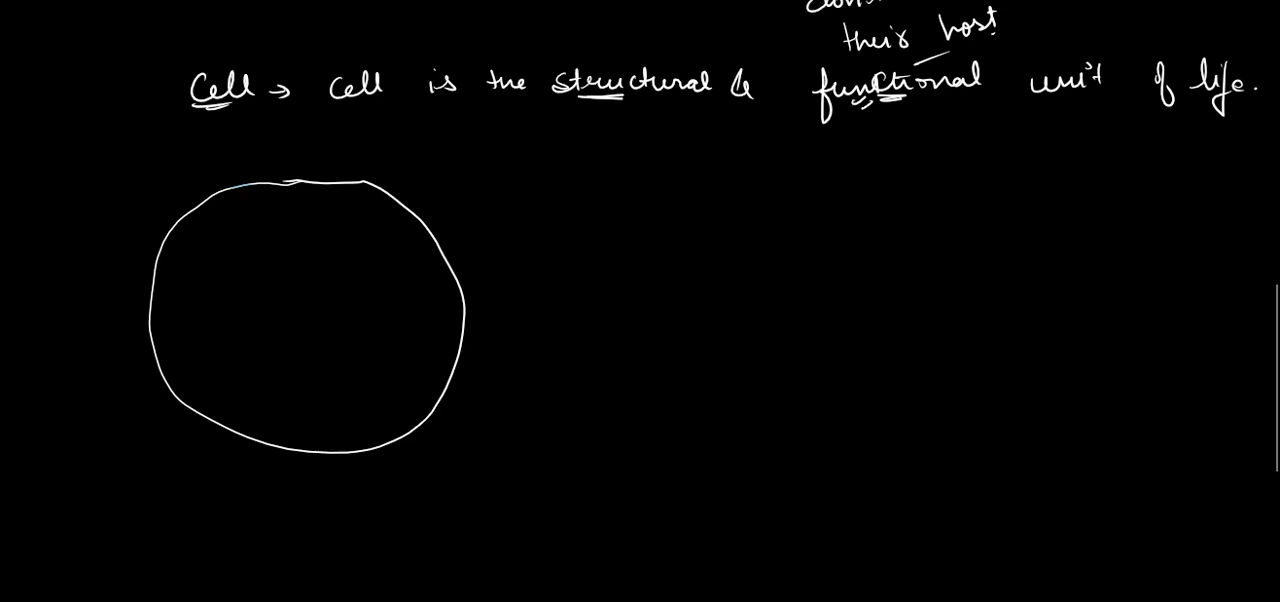 their host
Cell → Cell is the structural & functional unit of life.